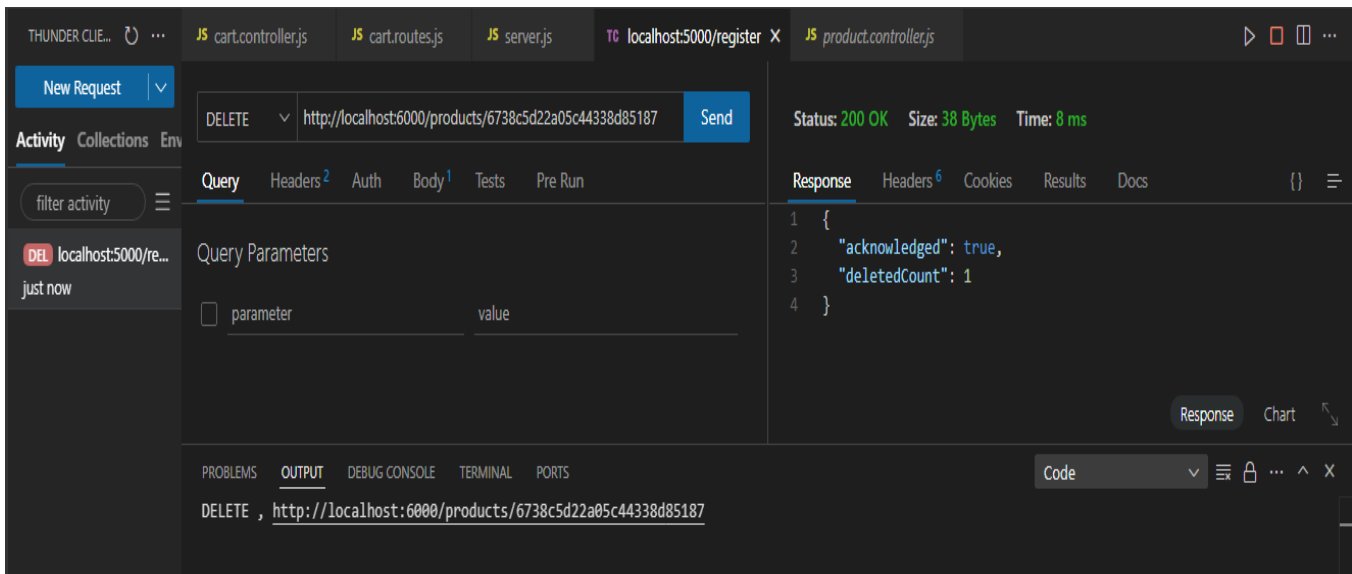 THUNDER CLIE... ...
JS cart.controller.js JS cart.routes.js JS server.js TC localhost:5000/register X JS product.controller.js ...
New Request
DELETE http://localhost:6000/products/6738c5d22a05c44338d85187 Send
Status: 200 OK Size: 38 Bytes Time: 8 ms
Activity Collections Env
Query Headers 2 Auth Body 1 Tests Pre Run
Response Headers 6 Cookies Results Docs {}
filter activity
DEL localhost:5000/re...
just now
Query Parameters
parameter value
1 {
2 "acknowledged": true,
3 "deletedCount": 1
4 }
Response Chart
PROBLEMS OUTPUT DEBUG CONSOLE TERMINAL PORTS Code ... X
DELETE , http://localhost:6000/products/6738c5d22a05c44338d85187